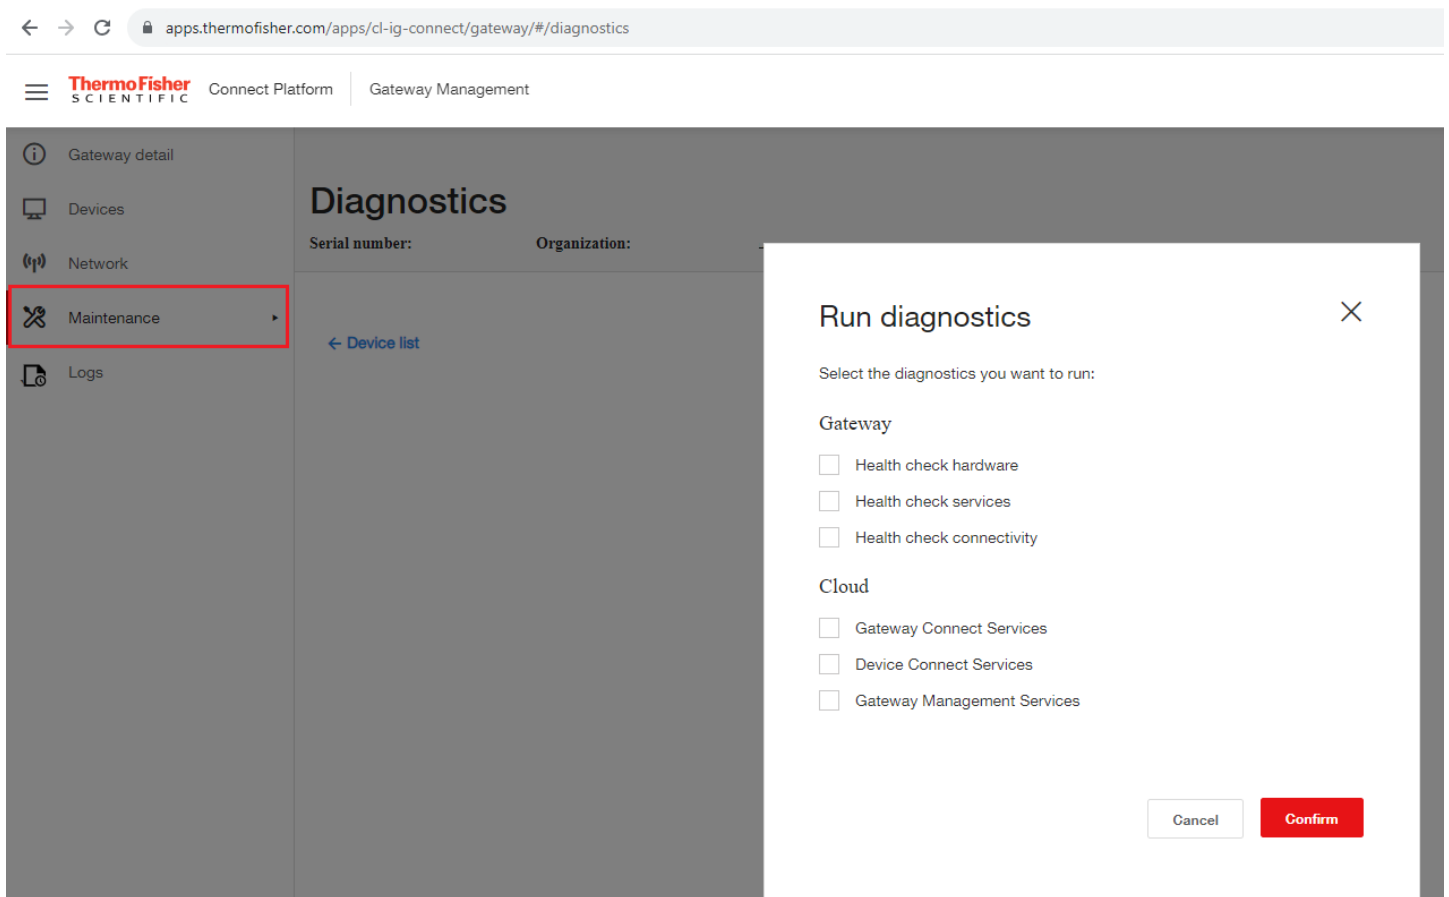 apps.thermofisher.com/apps/cl-ig-connect/gateway/#/diagnostics
ThermoFisher
SCIENTIFIC
Connect Platform
Gateway Management
Gateway detail
Devices
Network
Maintenance
Logs
Diagnostics
Serial number:
Organization:
← Device list
Run diagnostics
Select the diagnostics you want to run:
Gateway
Health check hardware
Health check services
Health check connectivity
Cloud
Gateway Connect Services
Device Connect Services
Gateway Management Services
Cancel
Confirm